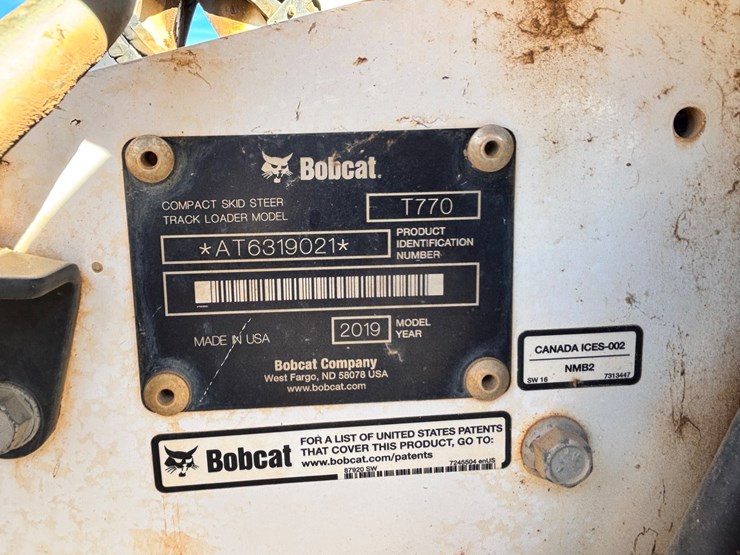 Bobcat.
COMPACT SKID STEER
TRACK LOADER MODEL
T770
*AT6319021*
PRODUCT
IDENTIFICATION
NUMBER
MADE IN USA
2019
MODEL
YEAR
Bobcat Company
West Fargo, ND 58078 USA
www.bobcat.com
CANADA ICES-002
NMB2
SW 16 7313447
Bobcat
FOR A LIST OF UNITED STATES PATENTS
THAT COVER THIS PRODUCT, GO TO:
www.bobcat.com/patents
87920 SW 7245504 enUS